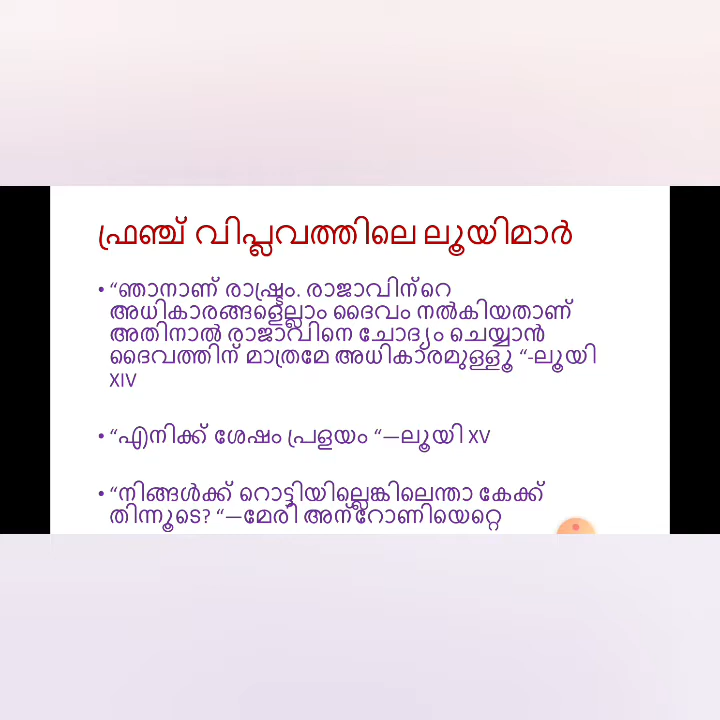 ഫ്രഞ്ച് വിപ്ലവത്തിലെ ലൂയിമാർ
• “ഞാനാണ് രാഷ്ട്രം. രാജാവിന്റെ
അധികാരങ്ങളെല്ലാം ദൈവം നൽകിയതാണ്
അതിനാൽ രാജാവിനെ ചോദ്യം ചെയ്യാൻ
ദൈവത്തിന് മാത്രമേ അധികാരമുള്ളൂ “-ലൂയി
XIV
• “എനിക്ക് ശേഷം പ്രളയം “—ലൂയി XV
• “നിങ്ങൾക്ക് റൊട്ടിയില്ലെങ്കിലെന്താ കേക്ക്
തിന്നൂടെ? “—മേരി അന്റോണിയെറ്റെ